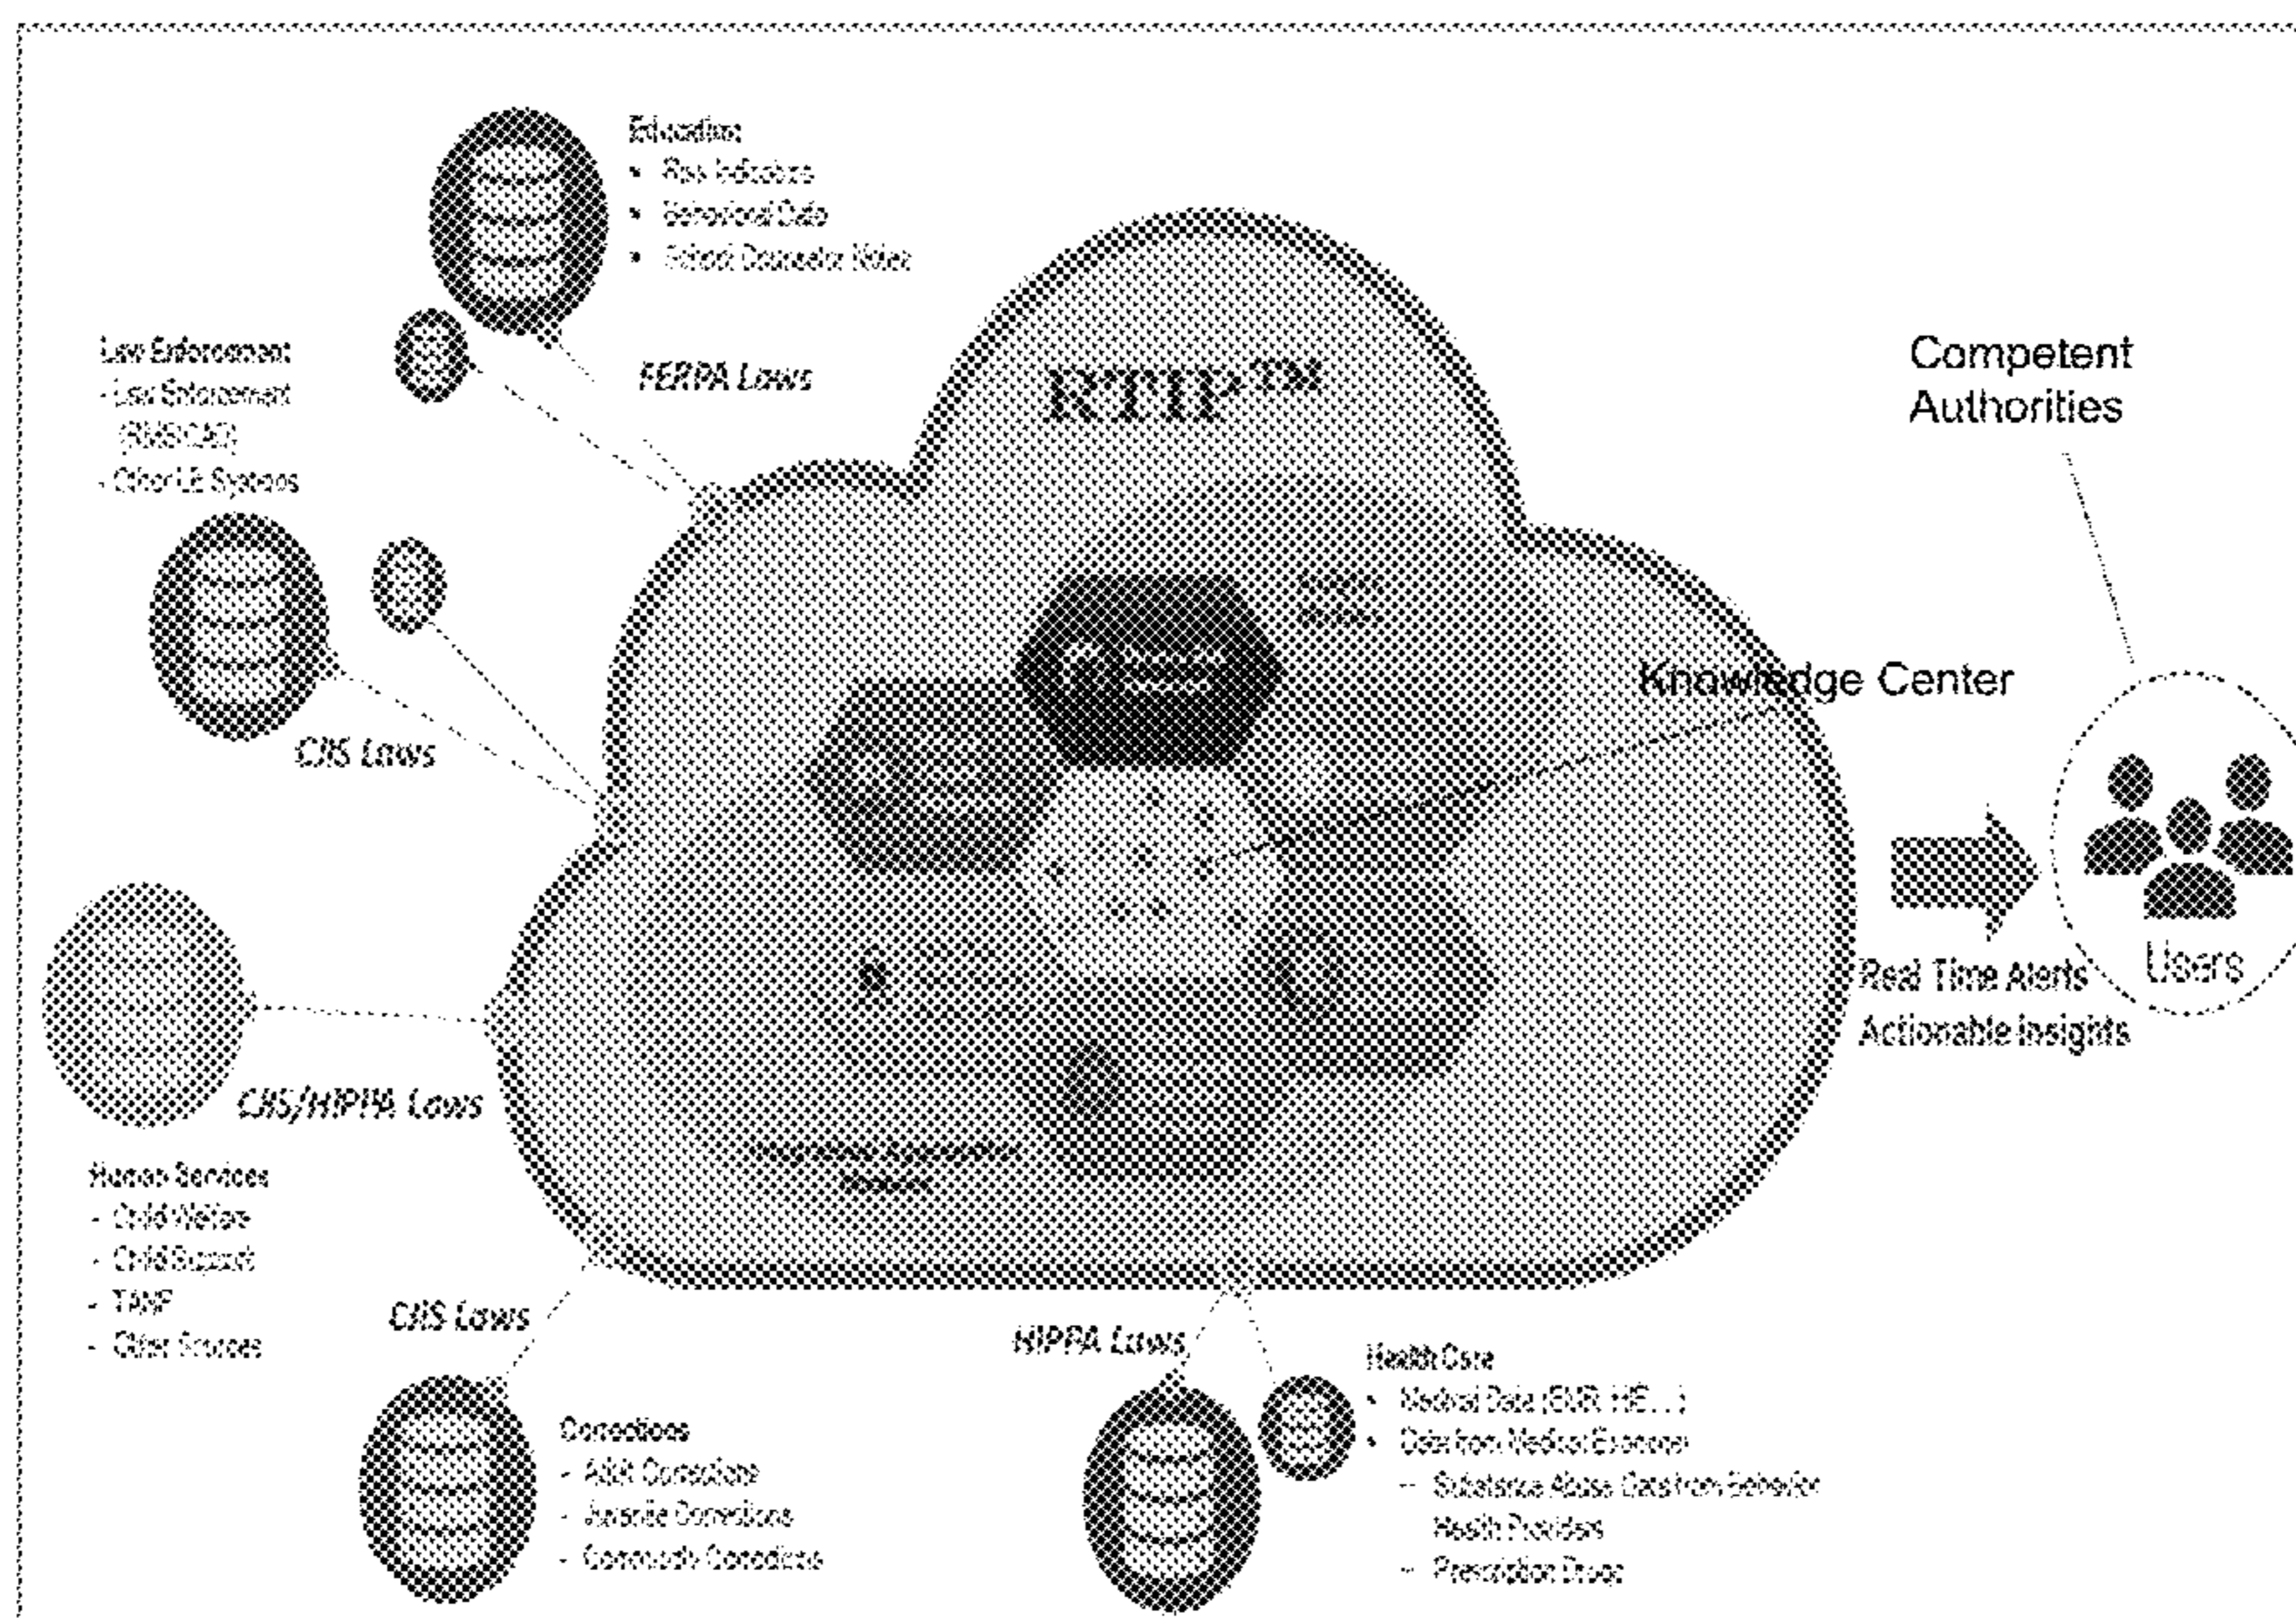 Education
• Risk Indicators
• Behavioral Data
• School Counselor Notes
FERPA Laws
Law Enforcement
- Law Enforcement
(RMS CAD)
- Other LE Systems
CJIS Laws
RTIP™
Competent
Authorities
Knowledge Center
Users
Real Time Alerts
Actionable Insights
CJIS/HIPPA Laws
Human Services
- Child Welfare
- Child Support
- TANF
- Other Sources
CJIS Laws
Corrections
- Adult Corrections
- Juvenile Corrections
- Community Corrections
HIPPA Laws
Health Care
• Medical Data (EMR, HIE...)
• Data from Medical Examiner
- Substance Abuse Data from Behavior
Health Providers
- Prescription Drugs